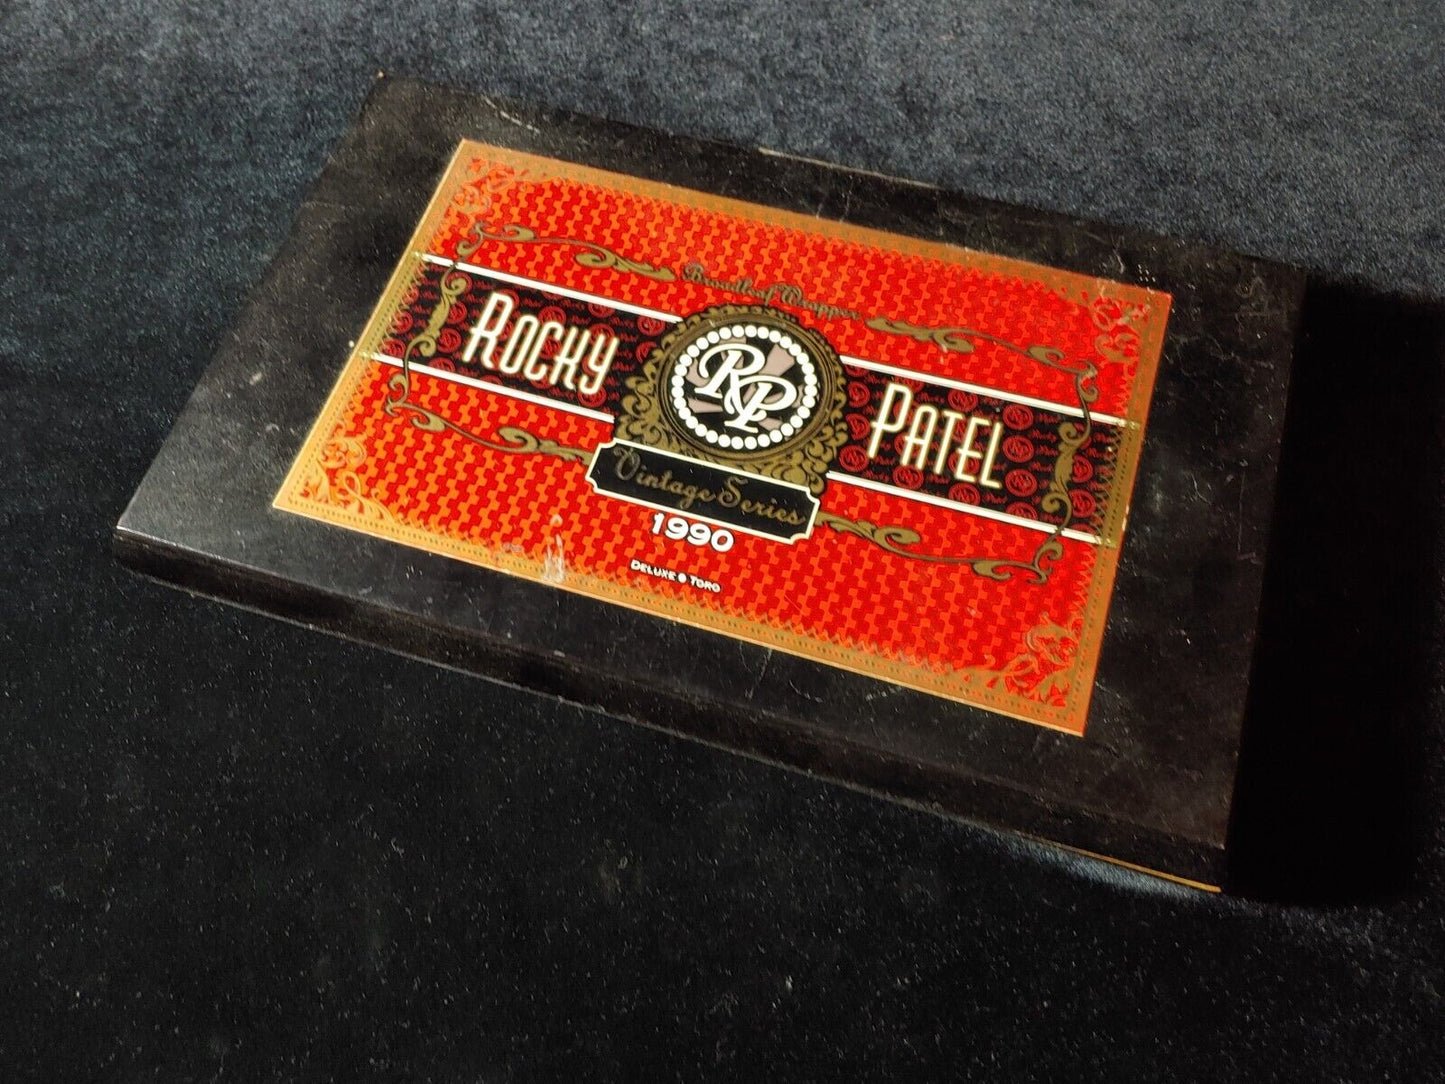 Broadleaf Wrapper
ROCKY PATEL
RP
Vintage Series
1990
DELUXE TORO